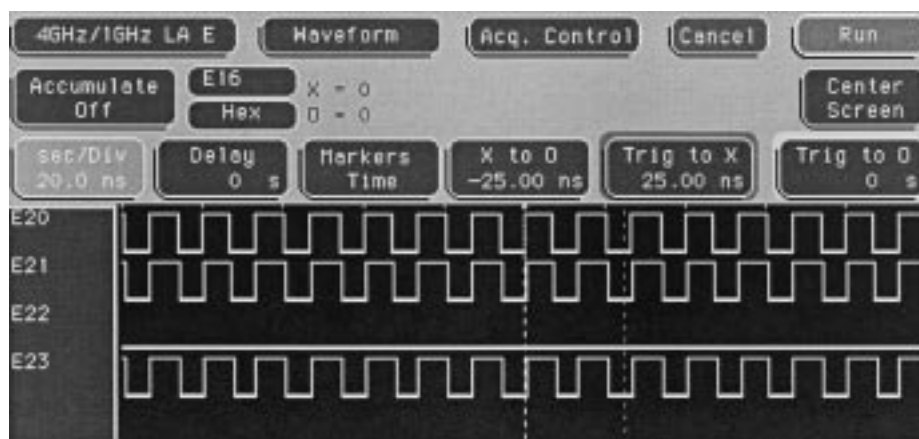 4GHz/1GHz LA E Waveform Acq. Control Cancel Run
Accumulate Off E16 Hex X = 0 O = 0 Center Screen
sec/Div 20.0 ns Delay 0 s Markers Time X to O -25.00 ns Trig to X 25.00 ns Trig to O 0 s
E20
E21
E22
E23